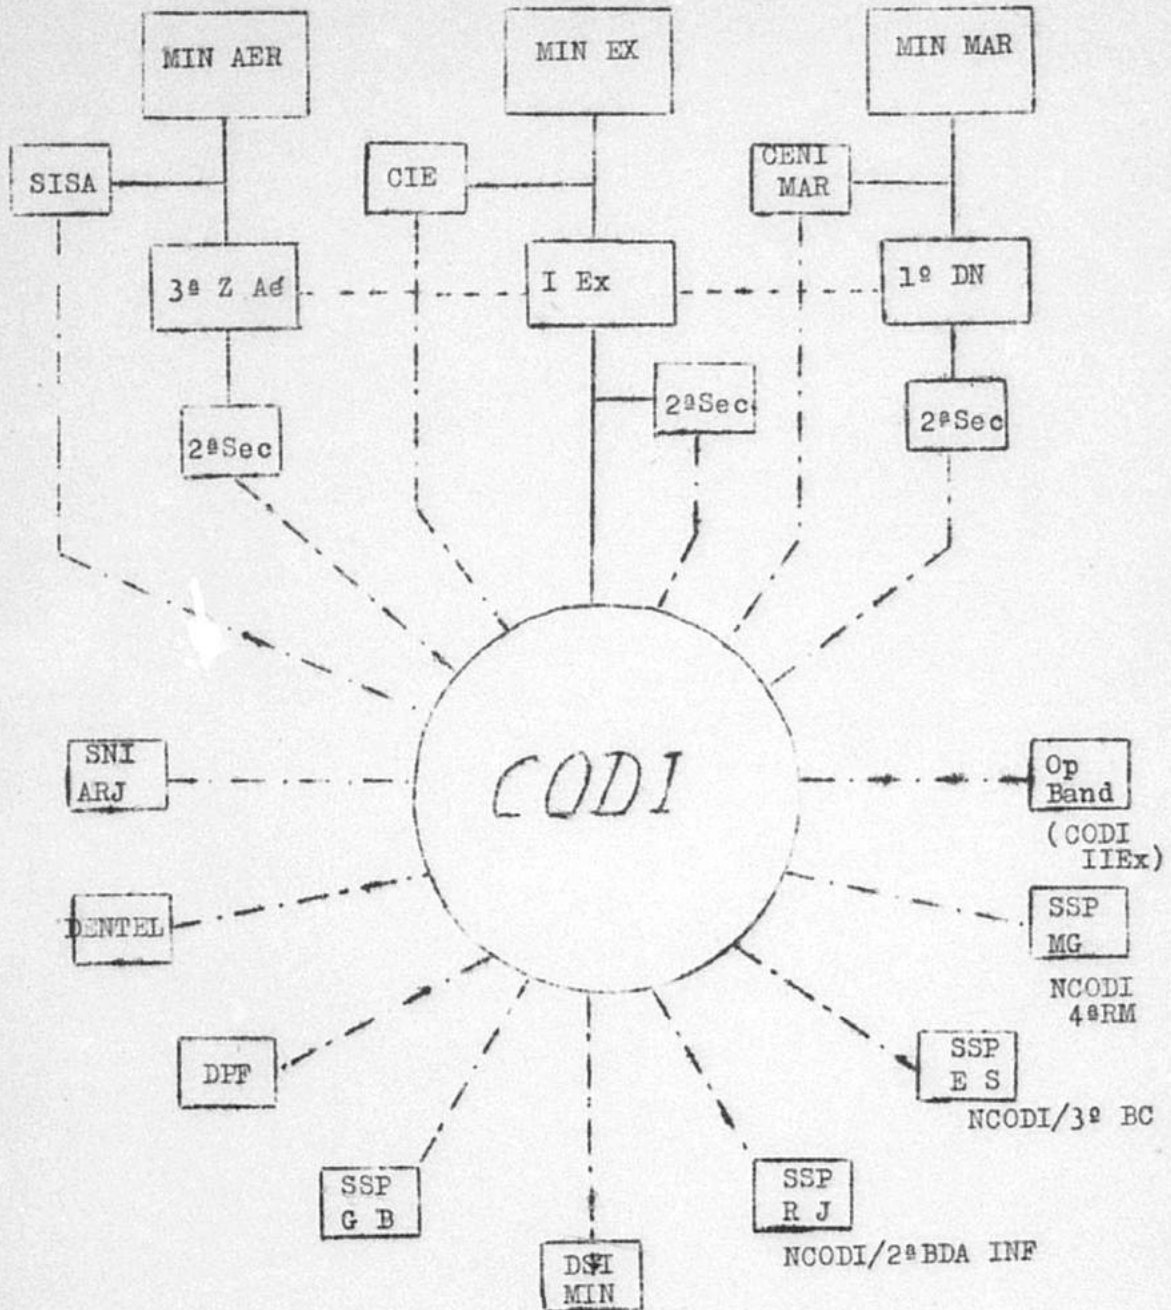 MIN AER
MIN EX
MIN MAR
SISA
CIE
CENI
MAR
3ª Z Aé
I Ex
1º DN
2ªSec
2ªSec
2ªSec
CODI
SNI
ARJ
Op
Band
(CODI
IIEx)
DENTEL
SSP
MG
NCODI
4ªRM
DPF
SSP
E S
NCODI/3º BC
SSP
G B
SSP
R J
NCODI/2ªBDA INF
DSI
MIN